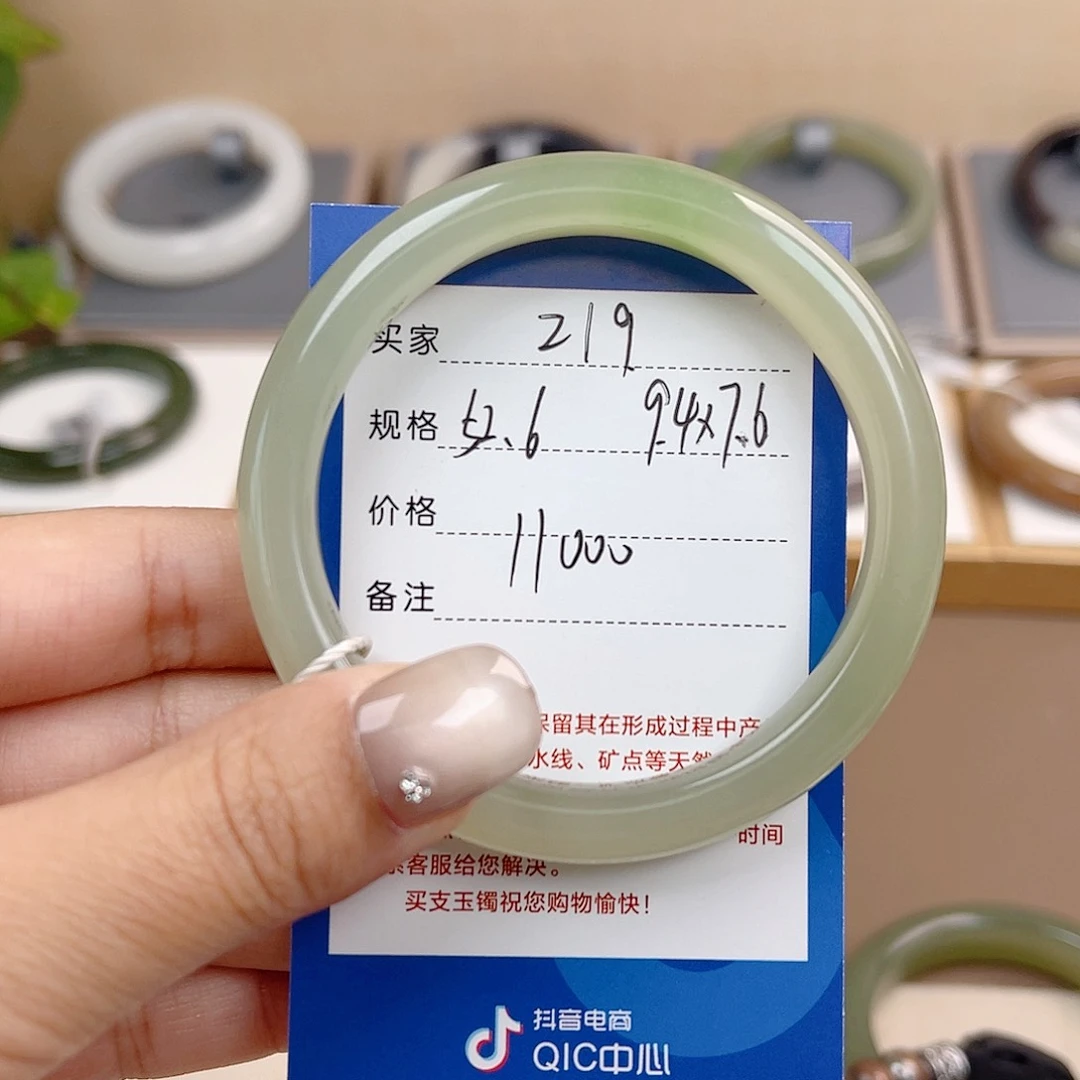 买家 219
规格 52.6 9.4x7.6
价格 11000
备注
保留其在形成过程中产
水线、矿点等天然
时间
系客服给您解决。
买支玉镯祝您购物愉快!
抖音电商
QIC中心